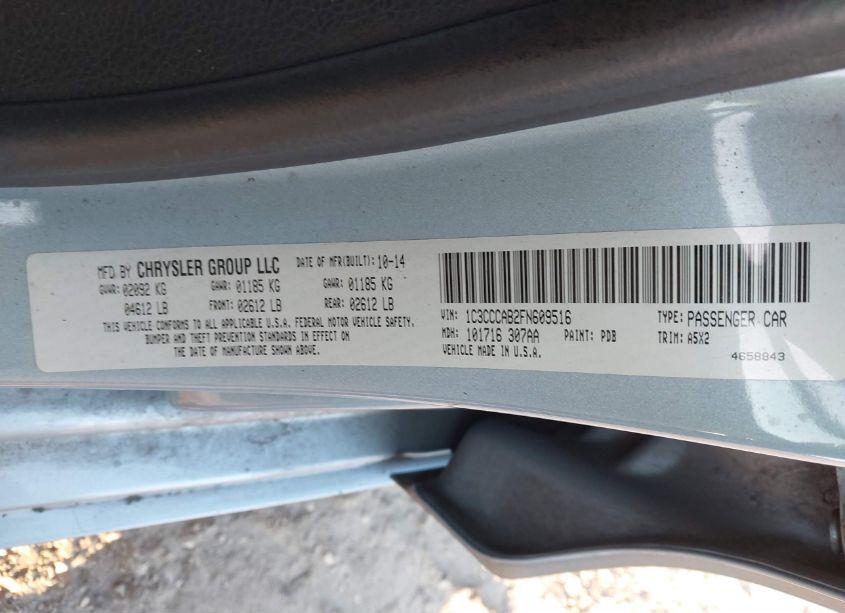 MFD BY CHRYSLER GROUP LLC DATE OF MFR(BUILT): 10-14
GVWR: 02092 KG GAWR: 01185 KG GAWR: 01185 KG
04612 LB FRONT: 02612 LB REAR: 02612 LB
THIS VEHICLE CONFORMS TO ALL APPLICABLE U.S.A. FEDERAL MOTOR VEHICLE SAFETY,
BUMPER AND THEFT PREVENTION STANDARDS IN EFFECT ON
THE DATE OF MANUFACTURE SHOWN ABOVE.
VIN: 1C3CCCAB2FN609516 TYPE: PASSENGER CAR
MDH: 101716 307AA PAINT: PDB TRIM: A5X2
VEHICLE MADE IN U.S.A. 4658843